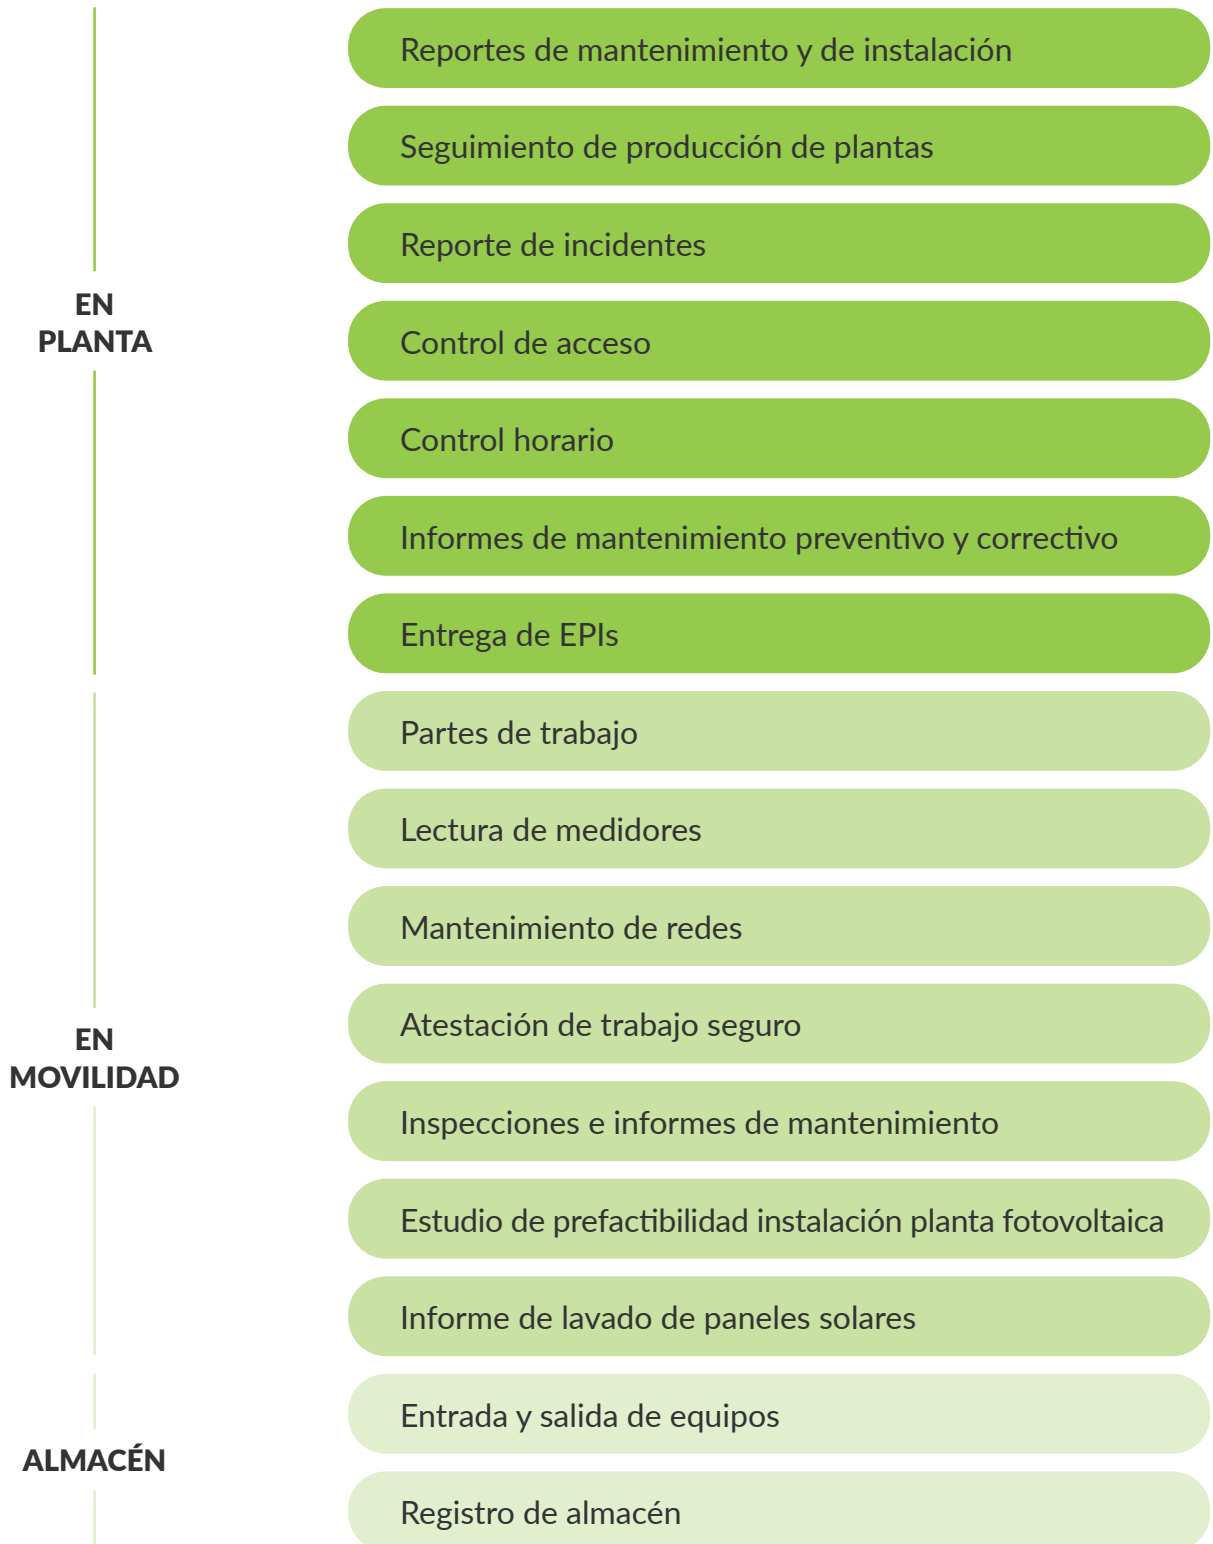 Reportes de mantenimiento y de instalación
Seguimiento de producción de plantas
Reporte de incidentes
EN
PLANTA
Control de acceso
Control horario
Informes de mantenimiento preventivo y correctivo
Entrega de EPIs
Partes de trabajo
Lectura de medidores
Mantenimiento de redes
Atestación de trabajo seguro
EN
MOVILIDAD
Inspecciones e informes de mantenimiento
Estudio de prefactibilidad instalación planta fotovoltaica
Informe de lavado de paneles solares
Entrada y salida de equipos
ALMACÉN
Registro de almacén